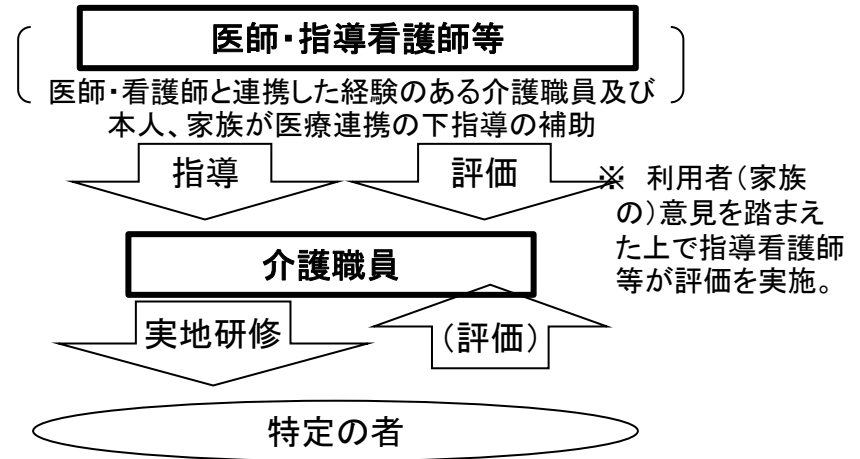 医師・指導看護師等
医師・看護師と連携した経験のある介護職員及び
本人、家族が医療連携の下指導の補助
指導
評価
※ 利用者(家族
の)意見を踏まえ
た上で指導看護師
等が評価を実施。
介護職員
実地研修
(評価)
特定の者